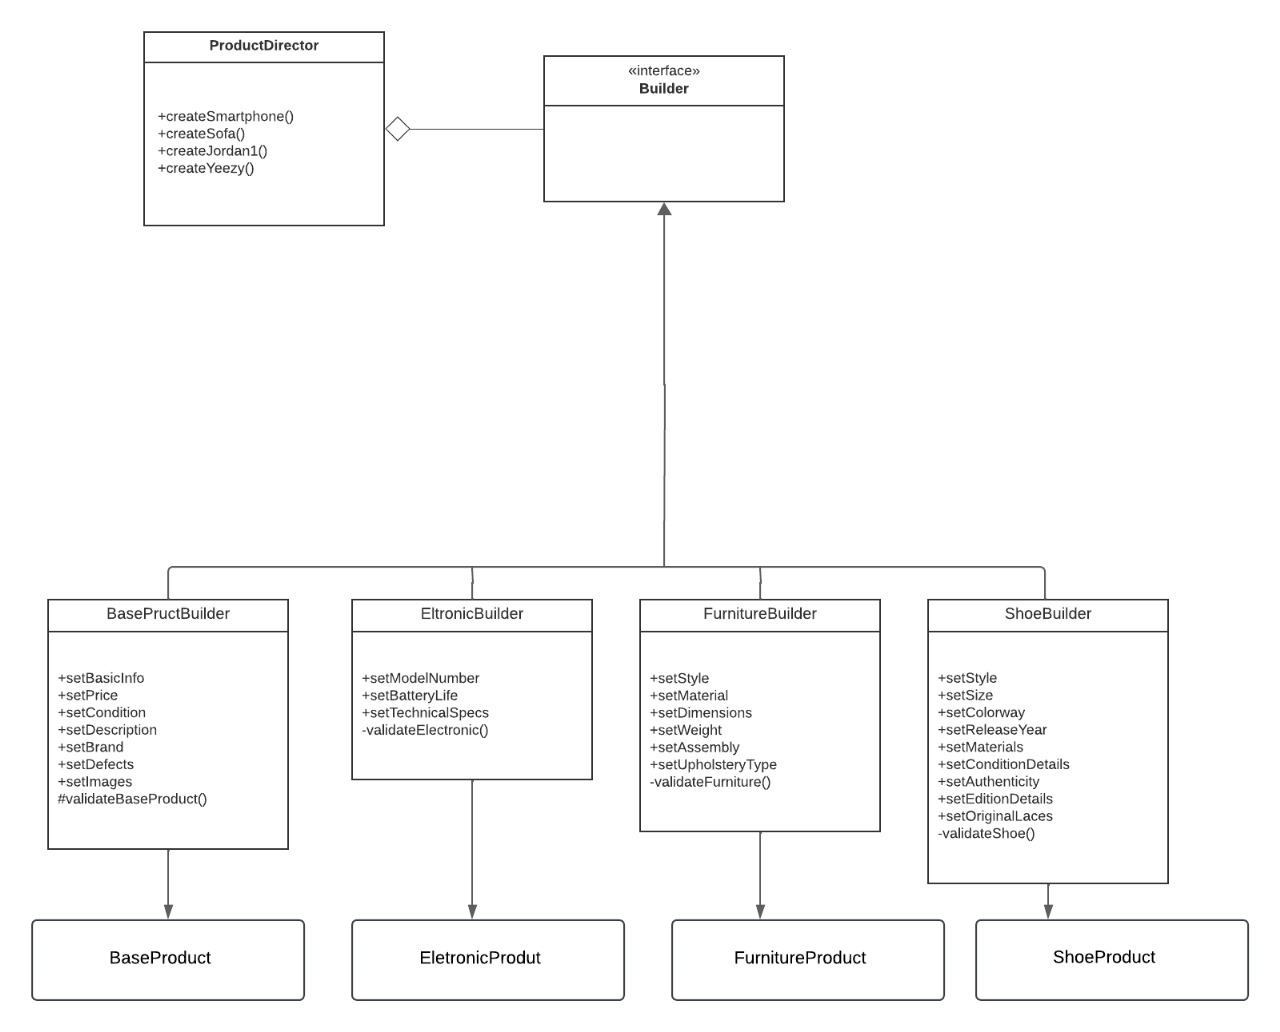 ProductDirector
+createSmartphone()
+createSofa()
+createJordan1()
+createYeezy()
«interface»
Builder
BasePructBuilder
+setBasicInfo
+setPrice
+setCondition
+setDescription
+setBrand
+setDefects
+setImages
#validateBaseProduct()
EltronicBuilder
+setModelNumber
+setBatteryLife
+setTechnicalSpecs
-validateElectronic()
FurnitureBuilder
+setStyle
+setMaterial
+setDimensions
+setWeight
+setAssembly
+setUpholsteryType
-validateFurniture()
ShoeBuilder
+setStyle
+setSize
+setColorway
+setReleaseYear
+setMaterials
+setConditionDetails
+setAuthenticity
+setEditionDetails
+setOriginalLaces
-validateShoe()
BaseProduct
EletronicProdut
FurnitureProduct
ShoeProduct